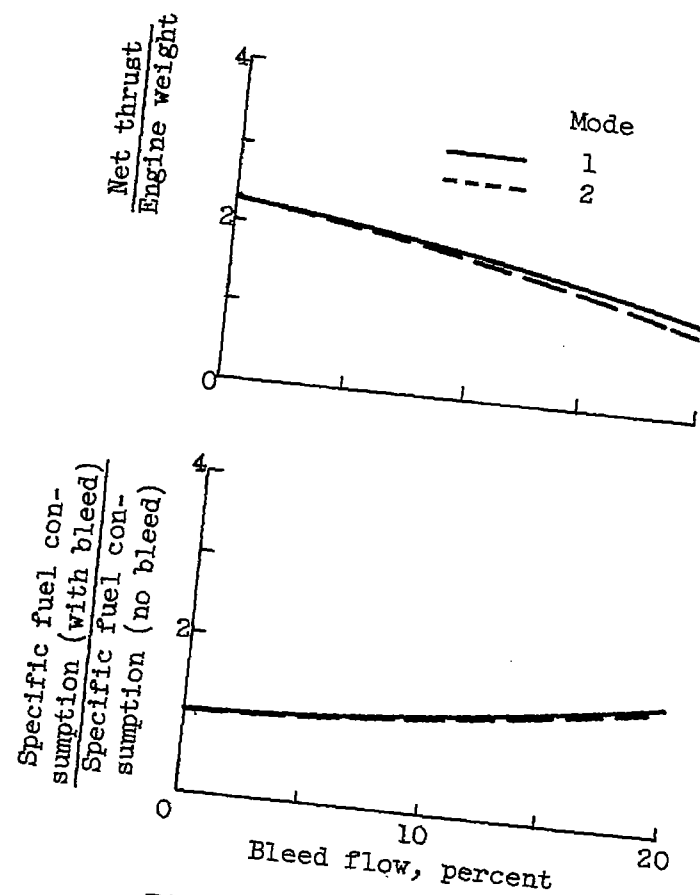 Net thrust
Engine weight
4
2
0
Mode
1
2
Specific fuel con-
sumption (with bleed)
Specific fuel con-
sumption (no bleed)
4
2
0
10
20
Bleed flow, percent